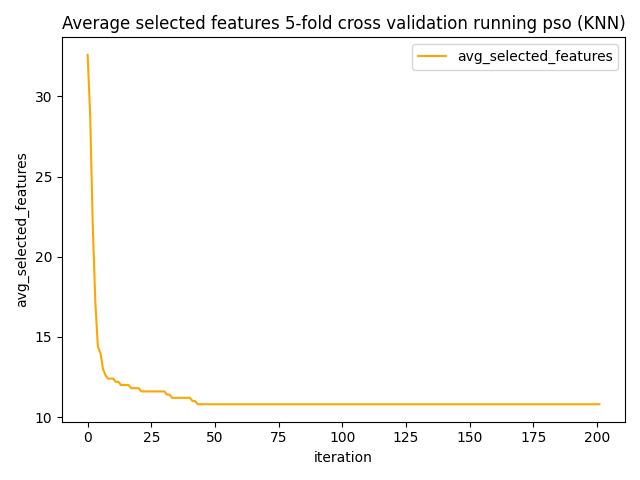 Average selected features 5-fold cross validation running pso (KNN)
avg_selected_features
30
25
20
15
10
avg_selected_features
0 25 50 75 100 125 150 175 200
iteration